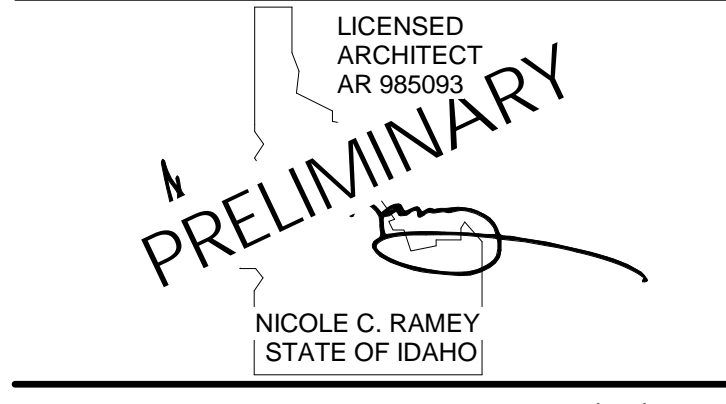 LICENSED
ARCHITECT
AR 985093
PRELIMINARY
NICOLE C. RAMEY
STATE OF IDAHO